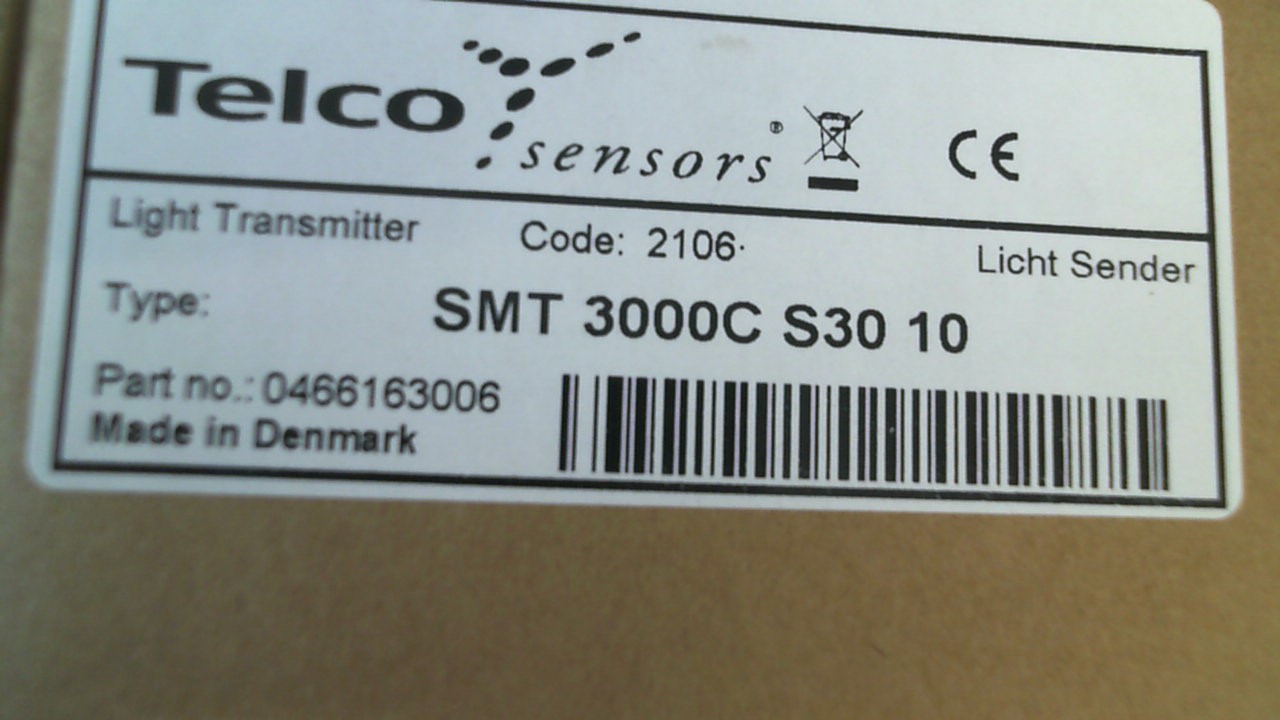 Telco sensors®
CE
Light Transmitter Code: 2106· Licht Sender
Type: SMT 3000C S30 10
Part no.: 0466163006
Made in Denmark